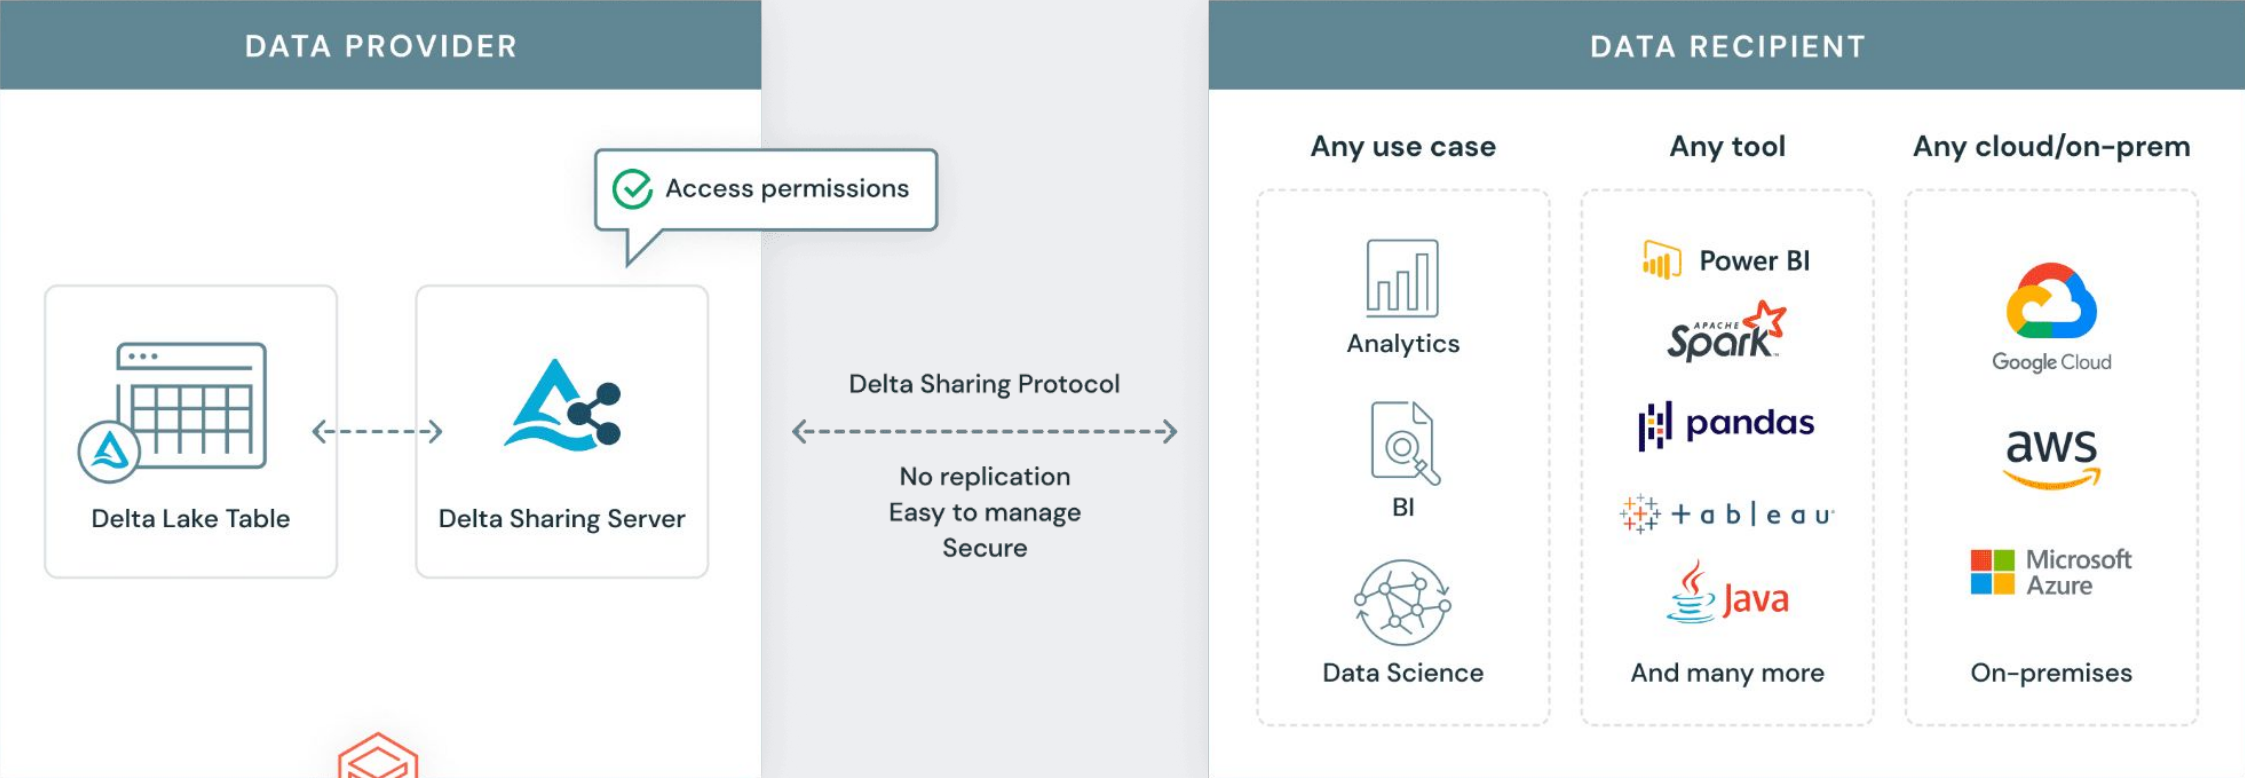 DATA PROVIDER
Access permissions
Delta Lake Table
Delta Sharing Server
Delta Sharing Protocol
No replication
Easy to manage
Secure
DATA RECIPIENT
Any use case
Analytics
BI
Data Science
Any tool
Power BI
APACHE
Spark™
pandas
+ a b l e a u
Java
And many more
Any cloud/on-prem
Google Cloud
aws
Microsoft
Azure
On-premises